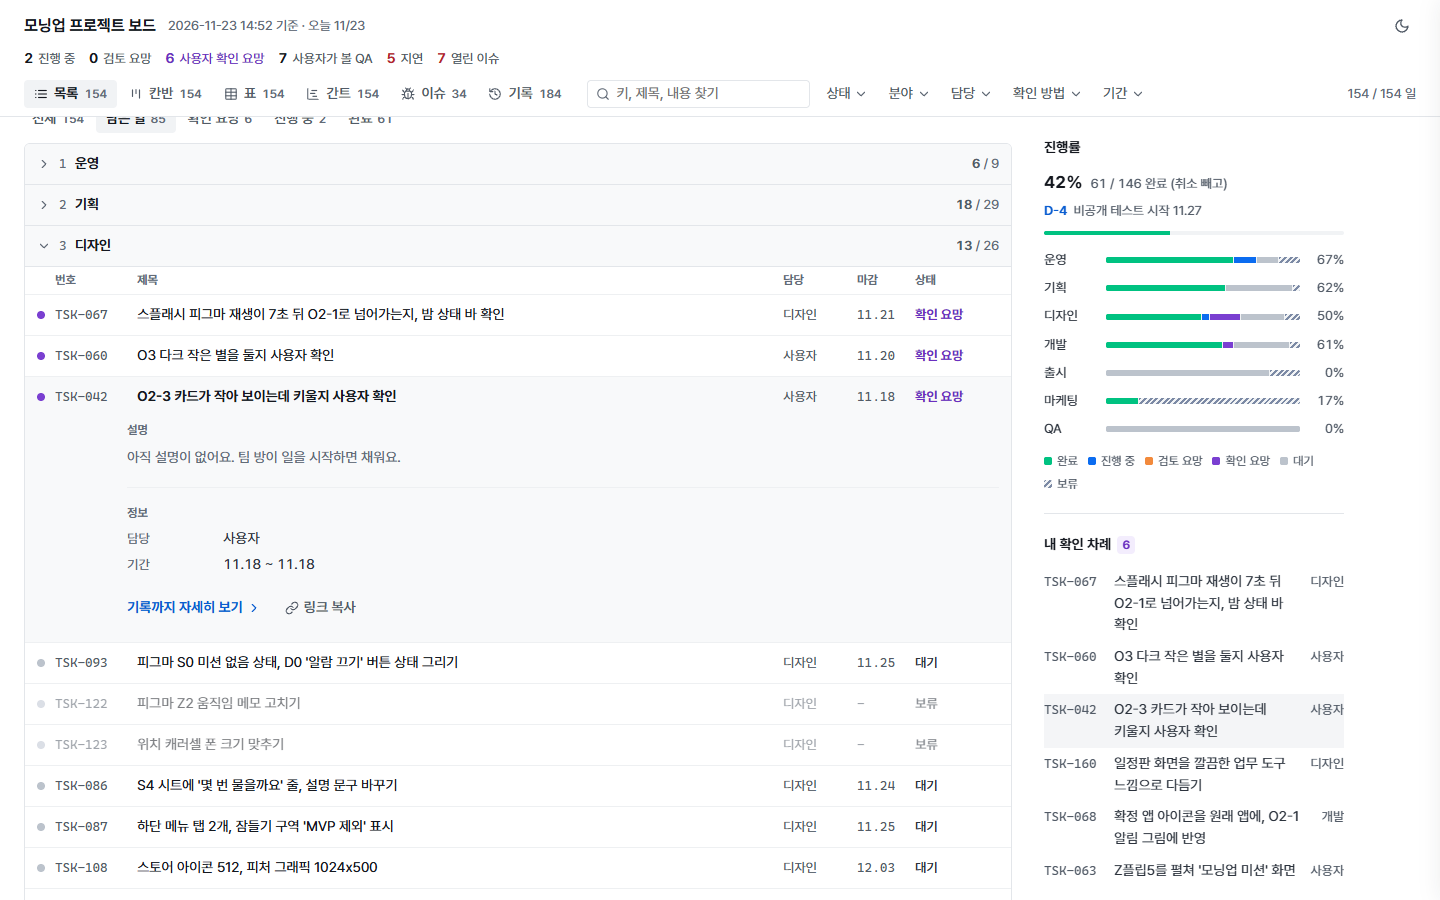 모닝업 프로젝트 보드 2026-11-23 14:52 기준 · 오늘 11/23
2 진행 중 0 검토 요망 6 사용자 확인 요망 7 사용자가 볼 QA 5 지연 7 열린 이슈
목록 154 칸반 154 표 154 간트 154 이슈 34 기록 184 키, 제목, 내용 찾기 상태 분야 담당 확인 방법 기간 154 / 154 일
전체 154 남은 일 85 확인 요망 6 진행 중 2 완료 61
1 운영 6 / 9
2 기획 18 / 29
3 디자인 13 / 26
번호 제목 담당 마감 상태
TSK-067 스플래시 피그마 재생이 7초 뒤 O2-1로 넘어가는지, 밤 상태 바 확인 디자인 11.21 확인 요망
TSK-060 O3 다크 작은 별을 둘지 사용자 확인 사용자 11.20 확인 요망
TSK-042 O2-3 카드가 작아 보이는데 키울지 사용자 확인 사용자 11.18 확인 요망
설명
아직 설명이 없어요. 팀 방이 일을 시작하면 채워요.
정보
담당 사용자
기간 11.18 ~ 11.18
기록까지 자세히 보기 링크 복사
TSK-093 피그마 S0 미션 없음 상태, D0 '알람 끄기' 버튼 상태 그리기 디자인 11.25 대기
TSK-122 피그마 Z2 움직임 메모 고치기 디자인 – 보류
TSK-123 위치 캐러셀 폰 크기 맞추기 디자인 – 보류
TSK-086 S4 시트에 '몇 번 물을까요' 줄, 설명 문구 바꾸기 디자인 11.24 대기
TSK-087 하단 메뉴 탭 2개, 잠들기 구역 'MVP 제외' 표시 디자인 11.25 대기
TSK-108 스토어 아이콘 512, 피처 그래픽 1024x500 디자인 12.03 대기
진행률
42% 61 / 146 완료 (취소 빼고)
D-4 비공개 테스트 시작 11.27
운영 67%
기획 62%
디자인 50%
개발 61%
출시 0%
마케팅 17%
QA 0%
완료 진행 중 검토 요망 확인 요망 대기
보류
내 확인 차례 6
TSK-067 스플래시 피그마 재생이 7초 뒤 디자인
O2-1로 넘어가는지, 밤 상태 바
확인
TSK-060 O3 다크 작은 별을 둘지 사용자 사용자
확인
TSK-042 O2-3 카드가 작아 보이는데 사용자
키울지 사용자 확인
TSK-160 일정판 화면을 깔끔한 업무 도구 디자인
느낌으로 다듬기
TSK-068 확정 앱 아이콘을 원래 앱에, O2-1 개발
알림 그림에 반영
TSK-063 Z플립5를 펼쳐 '모닝업 미션' 화면 사용자